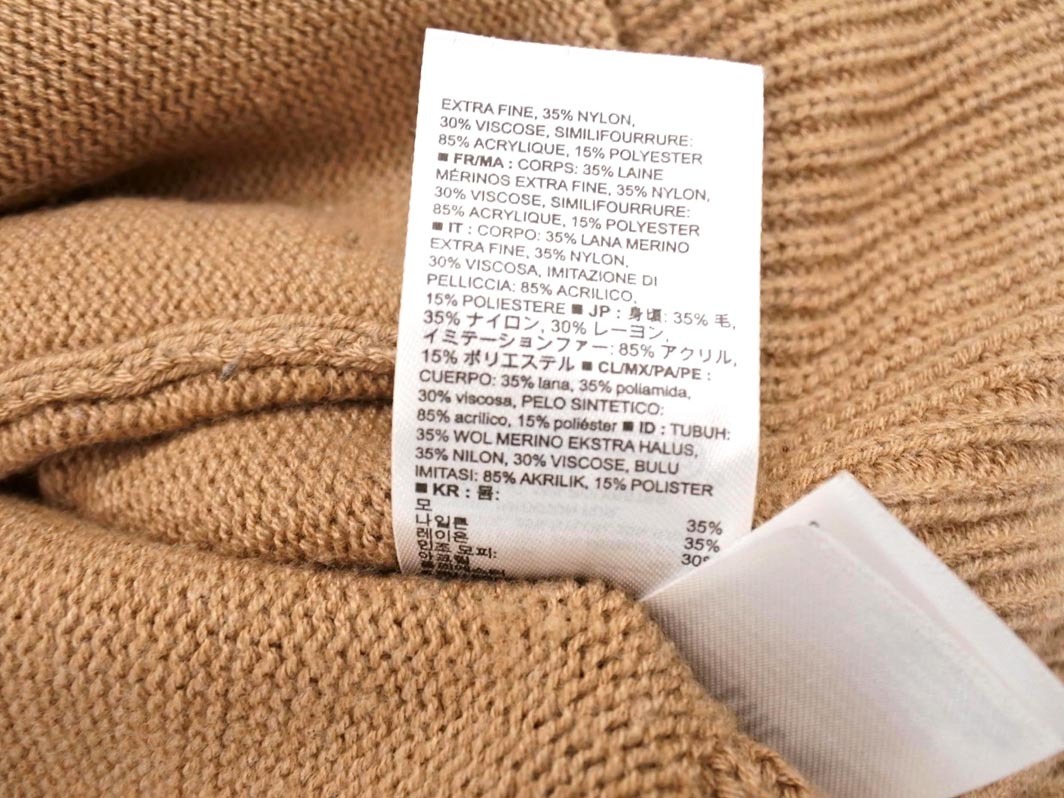 EXTRA FINE, 35% NYLON,
30% VISCOSE, SIMILIFOURRURE:
85% ACRYLIQUE, 15% POLYESTER
■ FR/MA : CORPS: 35% LAINE
MÉRINOS EXTRA FINE, 35% NYLON,
30% VISCOSE, SIMILIFOURRURE:
85% ACRYLIQUE, 15% POLYESTER
■ IT : CORPO: 35% LANA MERINO
EXTRA FINE, 35% NYLON,
30% VISCOSA, IMITAZIONE DI
PELLICCIA: 85% ACRILICO,
15% POLIESTERE ■ JP : 身頃: 35% 毛,
35% ナイロン, 30% レーヨン,
イミテーションファー: 85% アクリル,
15% ポリエステル ■ CL/MX/PA/PE :
CUERPO: 35% lana, 35% poliamida,
30% viscosa, PELO SINTETICO:
85% acrilico, 15% poliéster ■ ID : TUBUH:
35% WOL MERINO EKSTRA HALUS,
35% NILON, 30% VISCOSE, BULU
IMITASI: 85% AKRILIK, 15% POLISTER
■ KR : 몸:
모 35%
나일론 35%
레이온 30%
인조 모피: